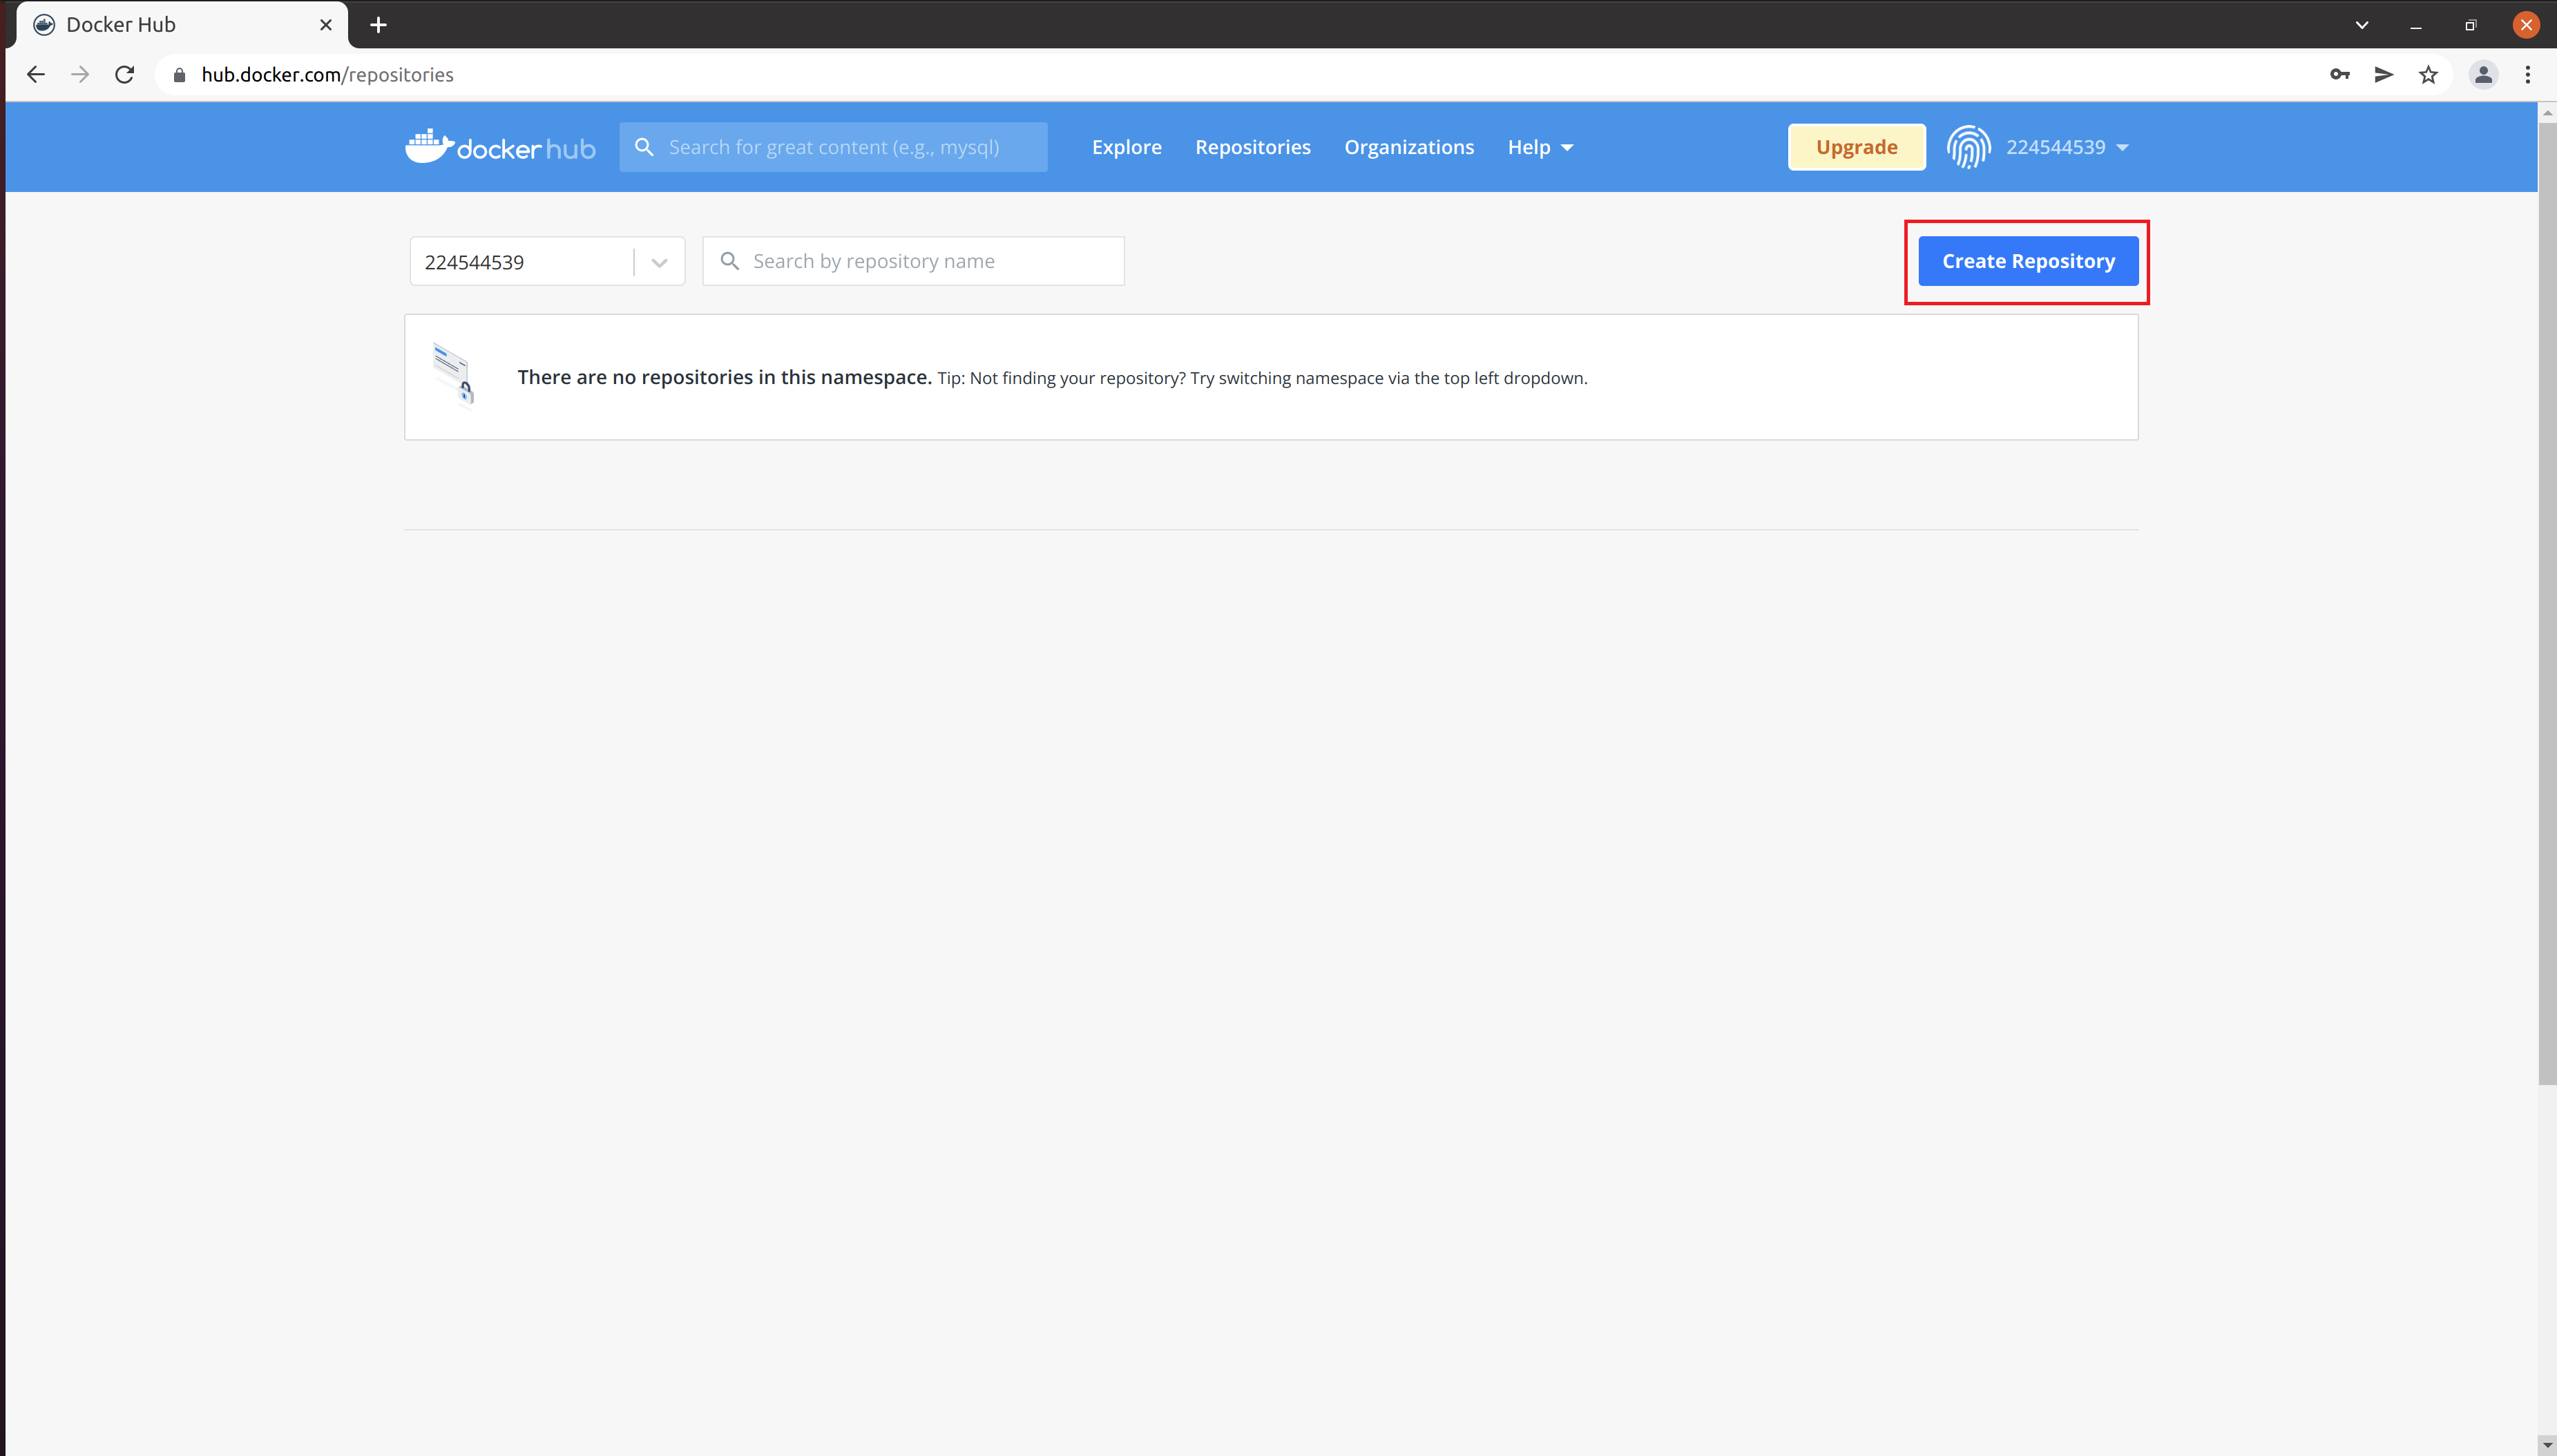 Docker Hub
hub.docker.com/repositories
docker hub
Search for great content (e.g., mysql)
Explore
Repositories
Organizations
Help
Upgrade
224544539
224544539
Search by repository name
Create Repository
There are no repositories in this namespace. Tip: Not finding your repository? Try switching namespace via the top left dropdown.